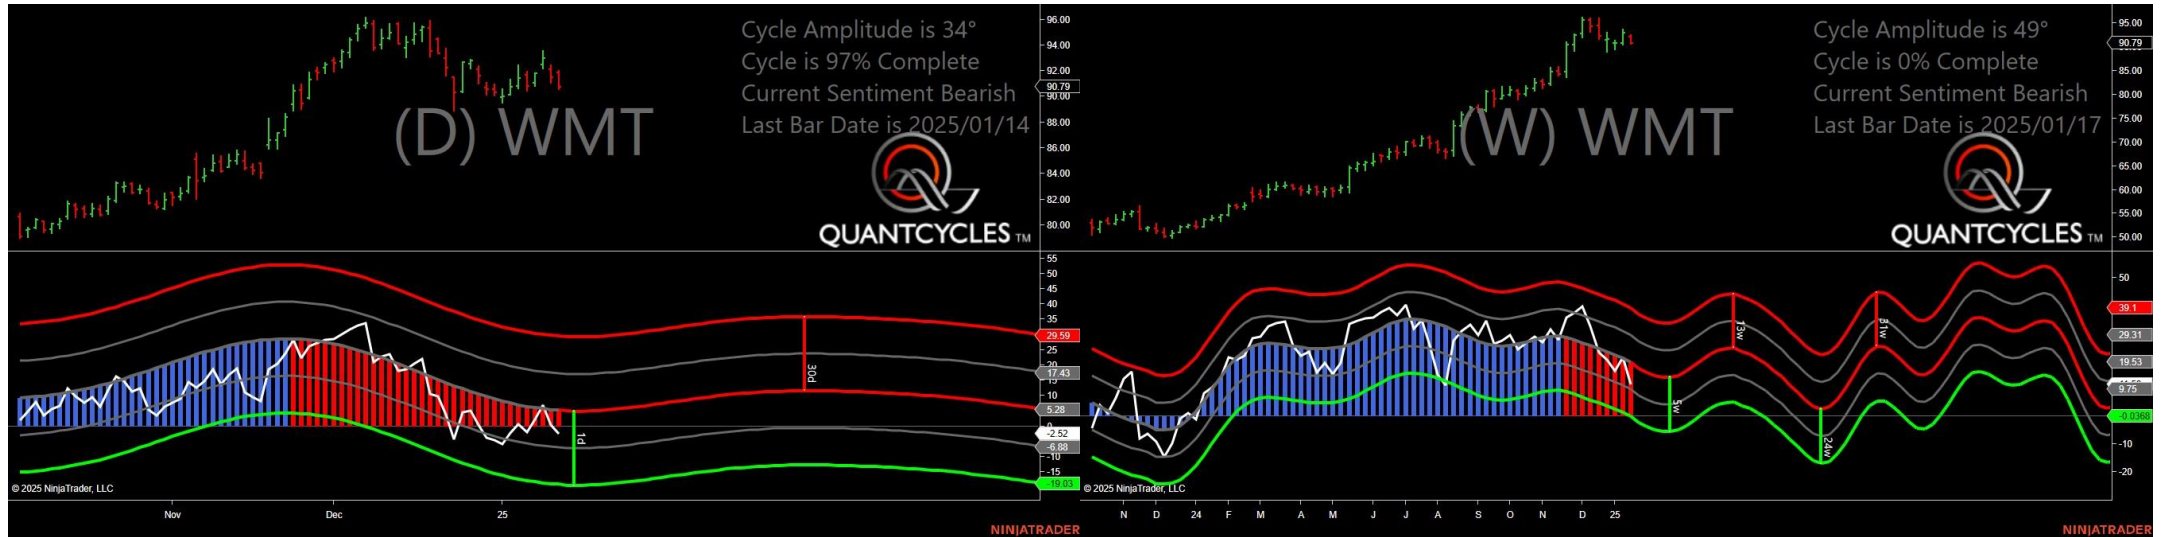 Cycle Amplitude is 34°
Cycle is 97% Complete
Current Sentiment Bearish
Last Bar Date is 2025/01/14
(D) WMT
QUANTCYCLES TM
96.00
94.00
92.00
90.79
90.00
88.00
86.00
84.00
82.00
80.00
55
50
45
40
35
29.59
25
20
17.43
15
10
5.28
0
-2.52
-6.88
-10
-15
-19.03
30d
1d
© 2025 NinjaTrader, LLC
Nov
Dec
25
NINJATRADER
Cycle Amplitude is 49°
Cycle is 0% Complete
Current Sentiment Bearish
Last Bar Date is 2025/01/17
(W) WMT
QUANTCYCLES TM
95.00
90.79
85.00
80.00
75.00
70.00
65.00
60.00
55.00
50.00
50
39.1
29.31
19.53
9.75
-0.0368
-10
-20
13w
31w
5w
24w
© 2025 NinjaTrader, LLC
N D 24 F M A M J J A S O N D 25
NINJATRADER